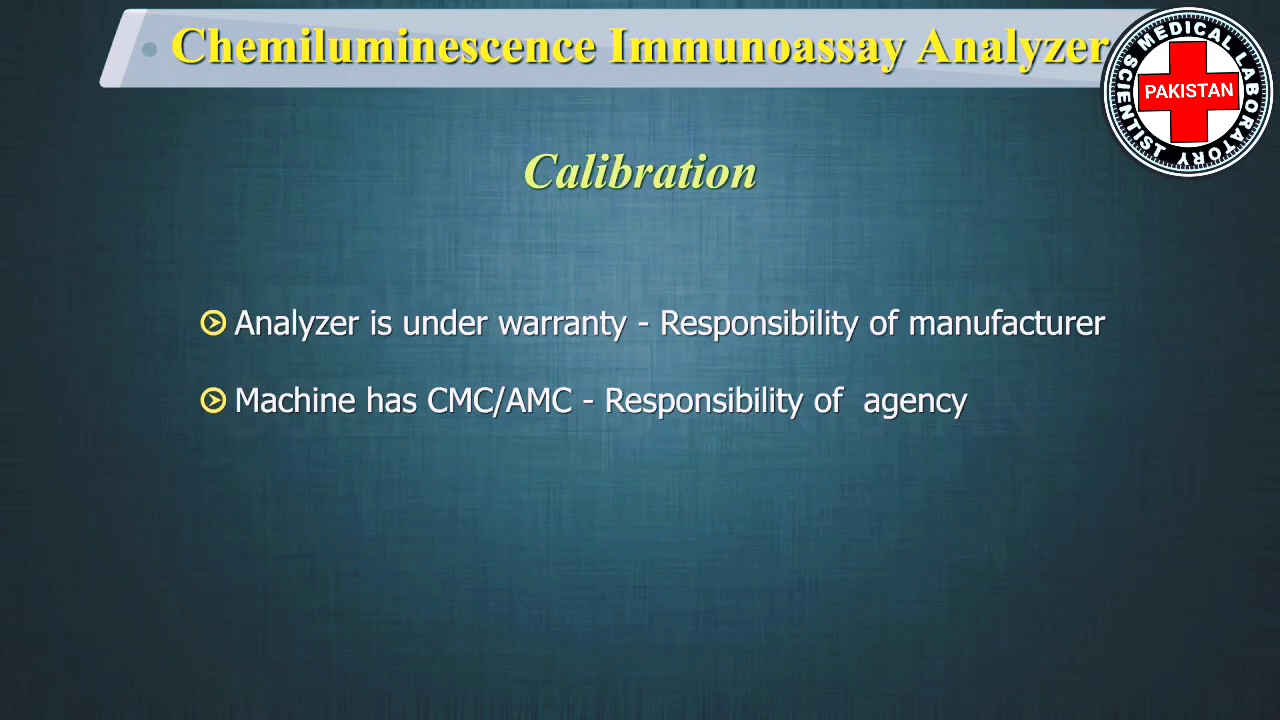 Chemiluminescence Immunoassay Analyzer
MEDICAL LABORATORY SCIENTIST
PAKISTAN
Calibration
Analyzer is under warranty - Responsibility of manufacturer
Machine has CMC/AMC - Responsibility of agency